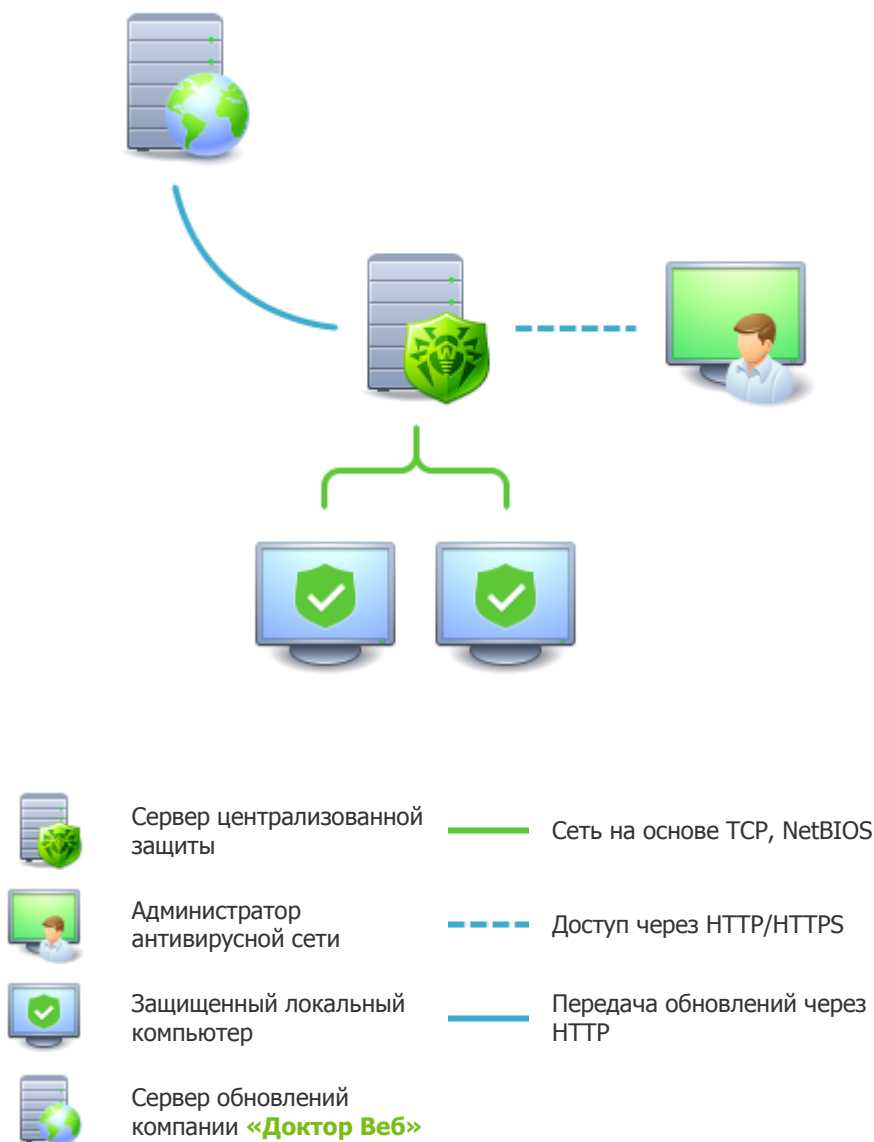 Сервер централизованной
защиты
Сеть на основе TCP, NetBIOS
Администратор
антивирусной сети
Доступ через HTTP/HTTPS
Защищенный локальный
компьютер
Передача обновлений через
HTTP
Сервер обновлений
компании «Доктор Веб»